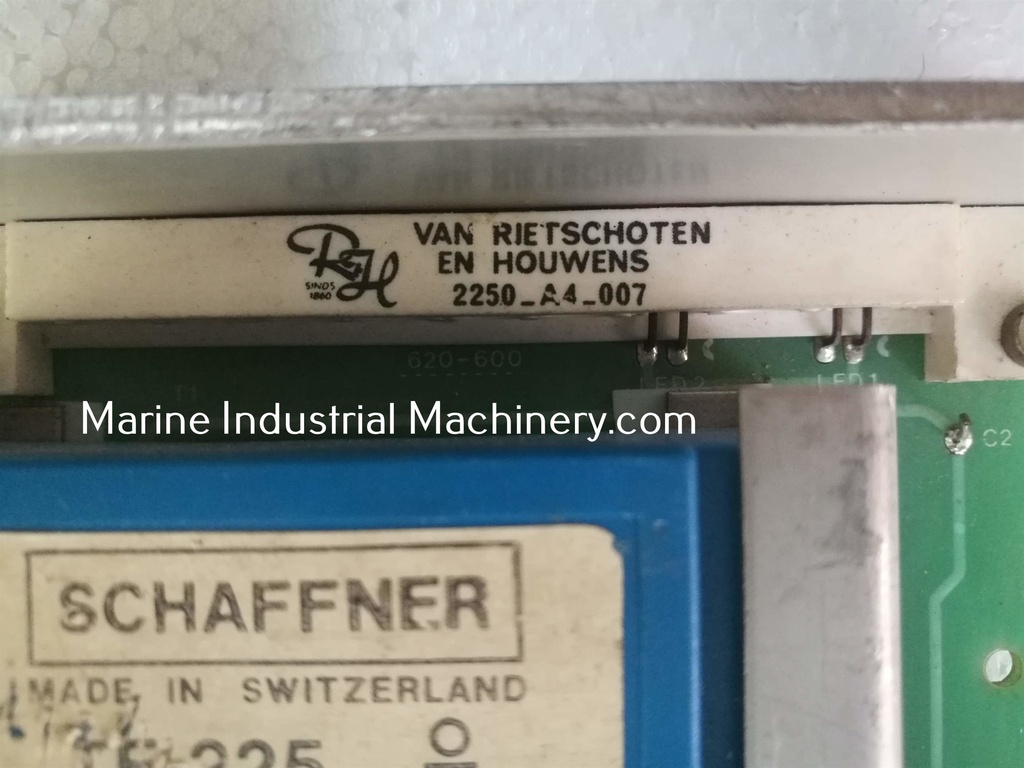 R&H
SINDS
1860
VAN RIETSCHOTEN
EN HOUWENS
2250_A4_007
620-600
LED2
LED1
T1
Marine Industrial Machinery.com
C2
SCHAFFNER
MADE IN SWITZERLAND